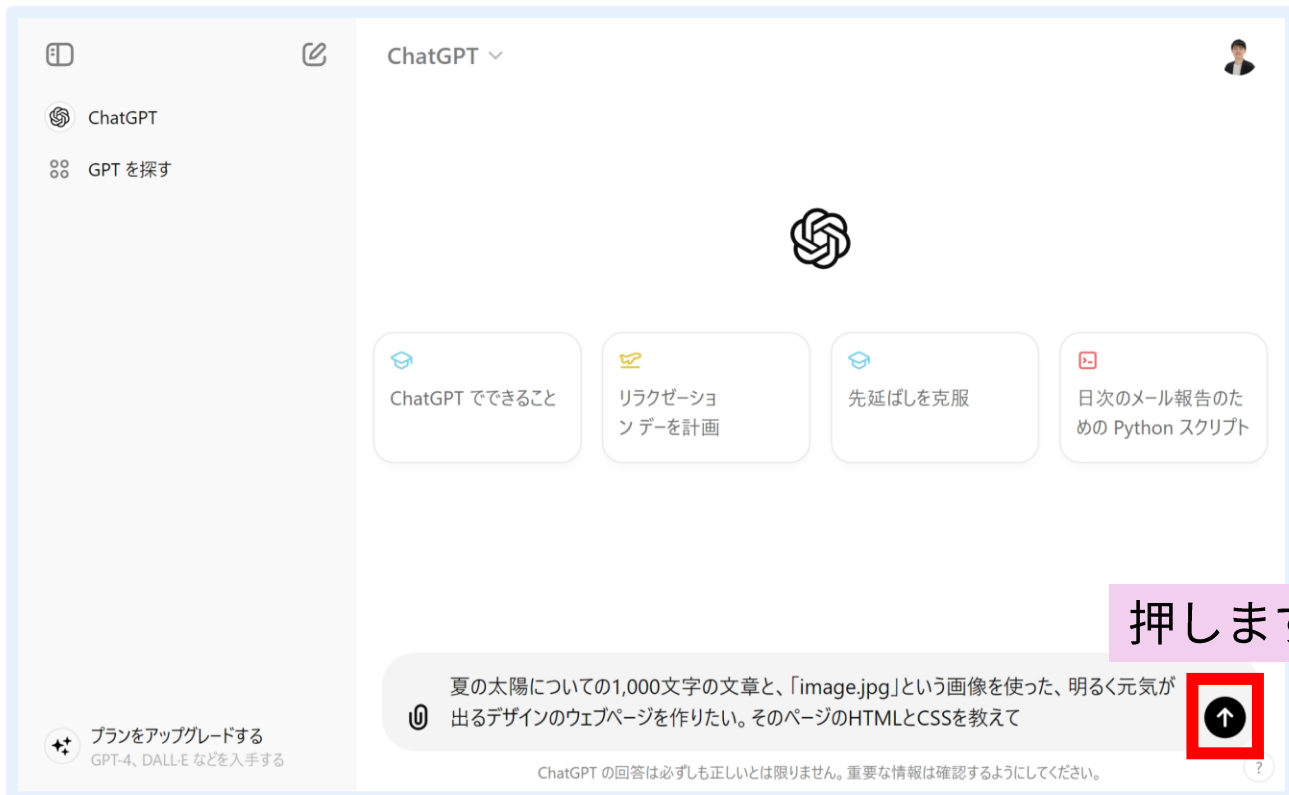 ChatGPT
ChatGPT
GPT を探す
ChatGPT でできること
リラクゼーショ
ン デーを計画
先延ばしを克服
日次のメール報告のた
めの Python スクリプト
押しま
夏の太陽についての1,000文字の文章と、「image.jpg」という画像を使った、明るく元気が
出るデザインのウェブページを作りたい。そのページのHTMLとCSSを教えて
プランをアップグレードする
GPT-4、DALL·E などを入手する
ChatGPT の回答は必ずしも正しいとは限りません。重要な情報は確認するようにしてください。
?